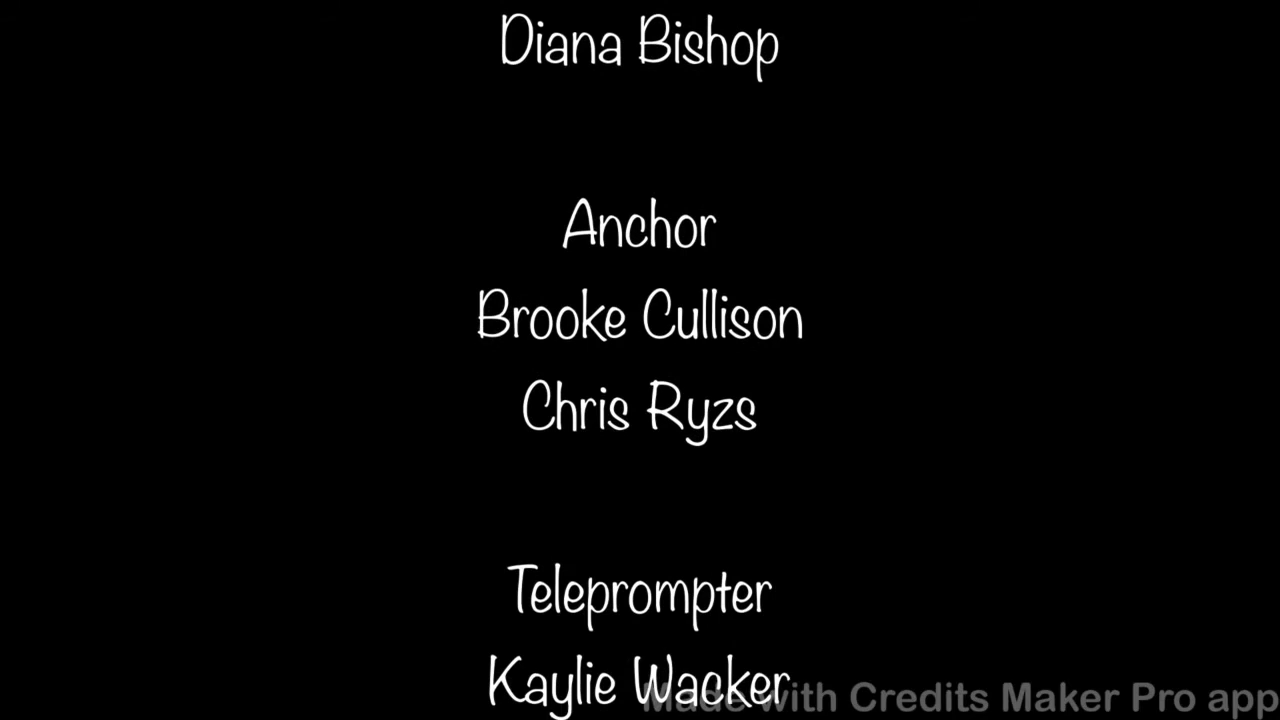 Diana Bishop
Anchor
Brooke Cullison
Chris Ryzs
Teleprompter
Kaylie Wacker
Made with Credits Maker Pro app